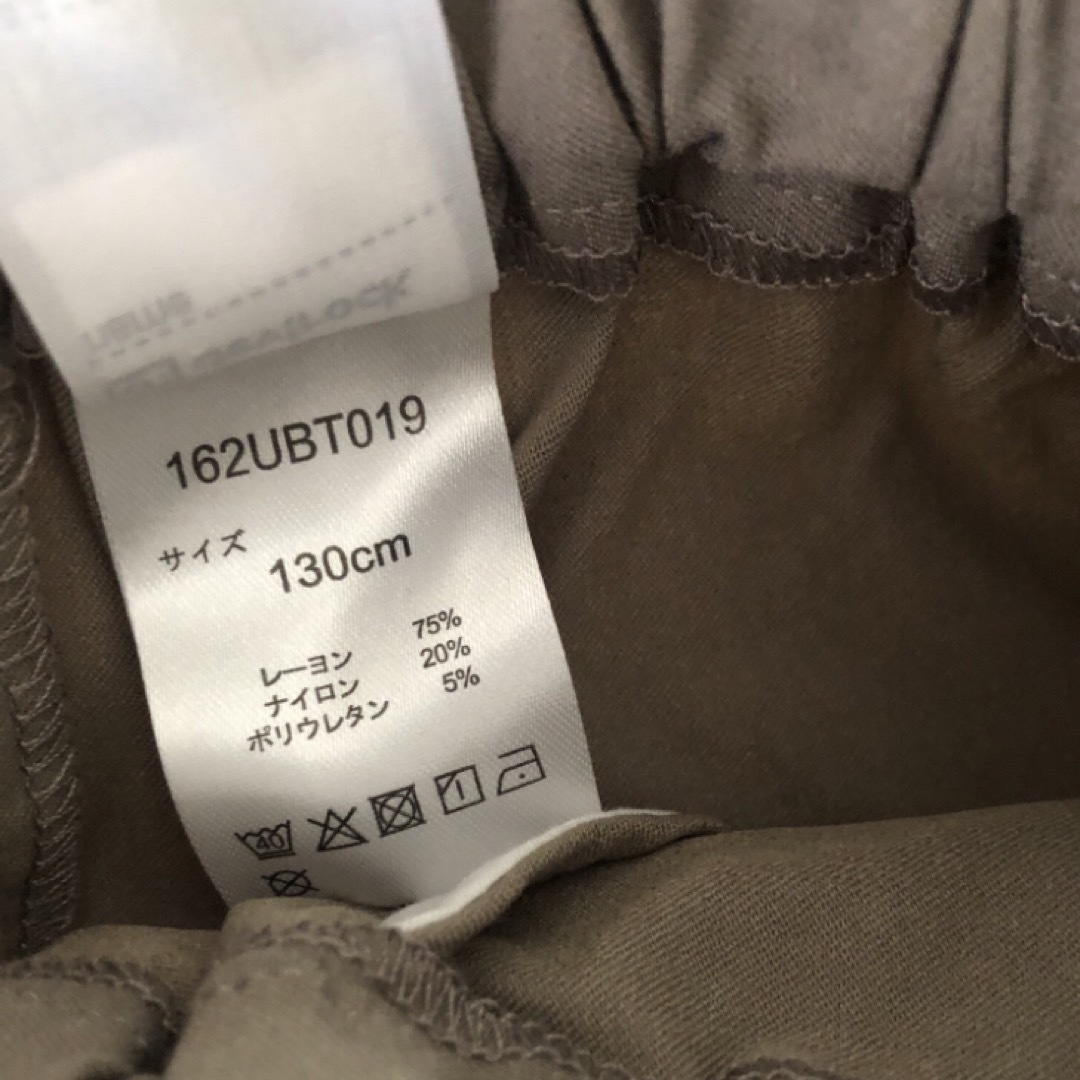 162UBT019
サイズ 130cm
レーヨン 75%
ナイロン 20%
ポリウレタン 5%
40